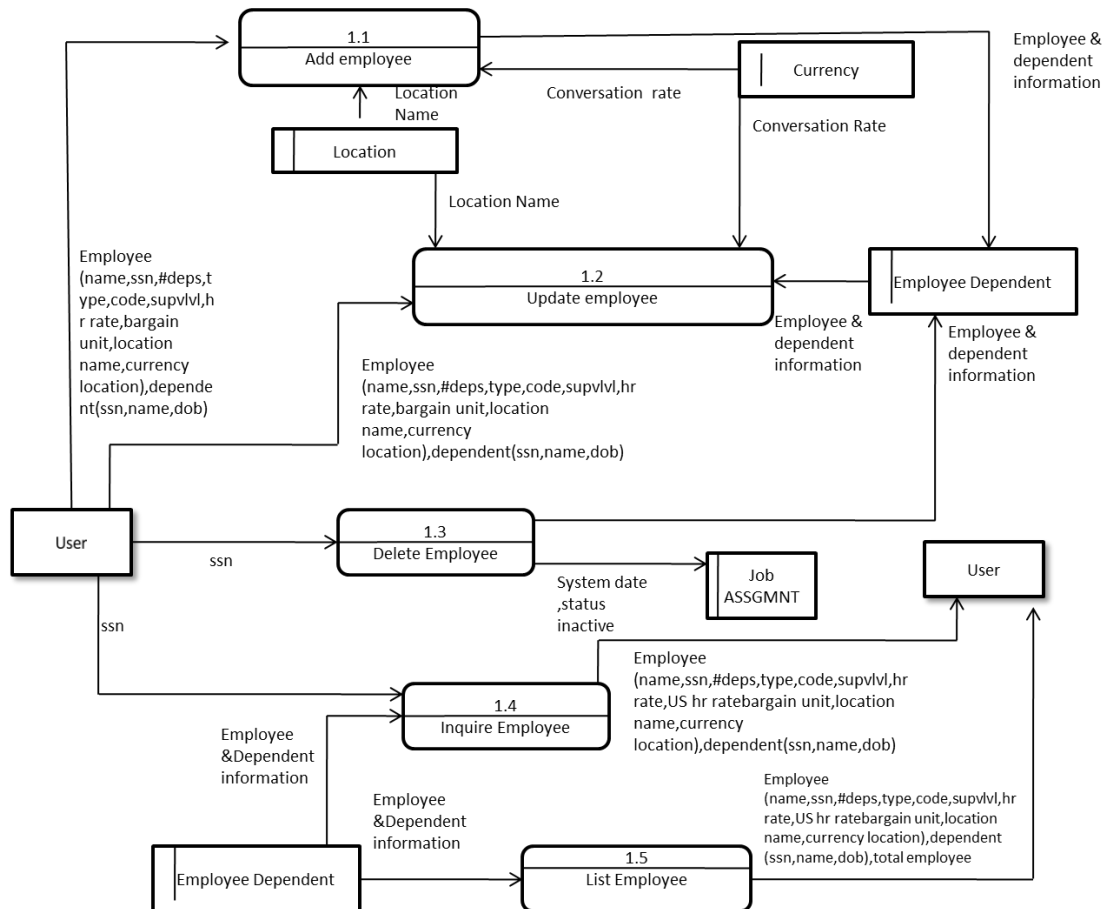 1.1
Add employee
Employee &
dependent
information
Currency
Location
Name
Conversation rate
Conversation Rate
Location
Location Name
Employee
(name,ssn,#deps,t
ype,code,supvlvl,h
r rate,bargain
unit,location
name,currency
location),depende
nt(ssn,name,dob)
1.2
Update employee
Employee Dependent
Employee &
dependent
information
Employee &
dependent
information
Employee
(name,ssn,#deps,type,code,supvlvl,hr
rate,bargain unit,location
name,currency
location),dependent(ssn,name,dob)
User
ssn
1.3
Delete Employee
System date
,status
inactive
Job
ASSGMNT
User
ssn
1.4
Inquire Employee
Employee
(name,ssn,#deps,type,code,supvlvl,hr
rate,US hr ratebargain unit,location
name,currency
location),dependent(ssn,name,dob)
Employee
&Dependent
information
Employee
&Dependent
information
Employee
(name,ssn,#deps,type,code,supvlvl,hr
rate,US hr ratebargain unit,location
name,currency location),dependent
(ssn,name,dob),total employee
Employee Dependent
1.5
List Employee